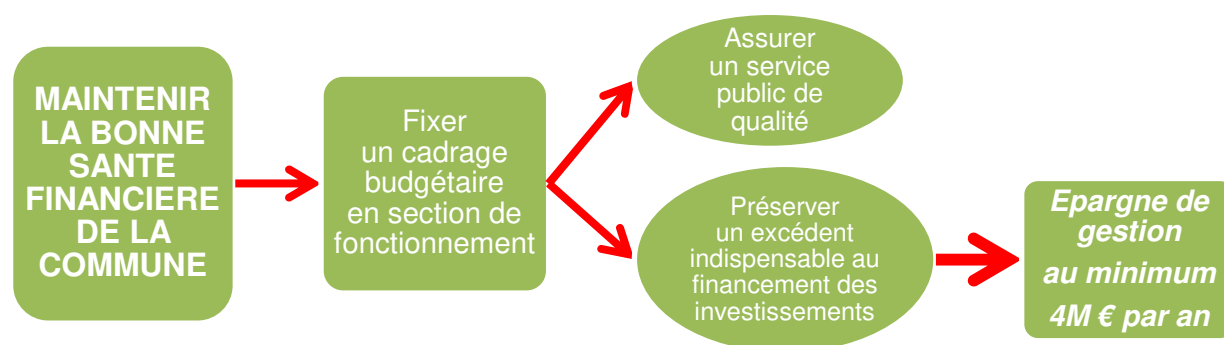 MAINTENIR
LA BONNE
SANTE
FINANCIERE
DE LA
COMMUNE
Fixer
un cadrage
budgétaire
en section de
fonctionnement
Assurer
un service
public de
qualité
Préserver
un excédent
indispensable au
financement des
investissements
Epargne de
gestion
au minimum
4M € par an